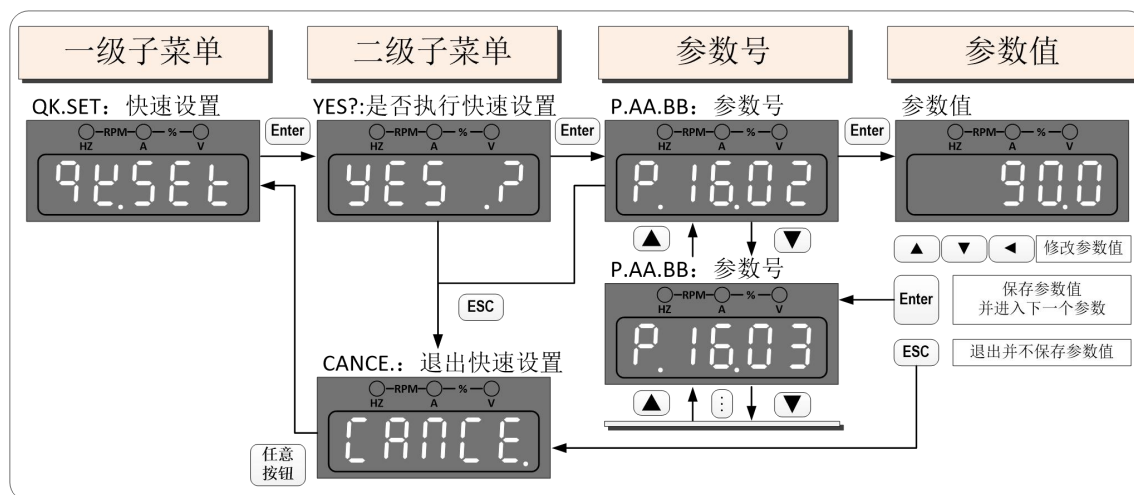 一级子菜单
二级子菜单
参数号
参数值
QK.SET：快速设置
YES?:是否执行快速设置
P.AA.BB：参数号
参数值
RPM % HZ A V
Enter
RPM % HZ A V
Enter
RPM % HZ A V
Enter
RPM % HZ A V
qk.SEt
YES .?
P.16.02
90.0
▲
▼
▲ ▼ ◄ 修改参数值
P.AA.BB：参数号
RPM % HZ A V
P.16.03
Enter
保存参数值
并进入下一个参数
ESC
ESC 退出并不保存参数值
CANCE.：退出快速设置
RPM % HZ A V
CANCE.
▲
⋮
▼
任意
按钮